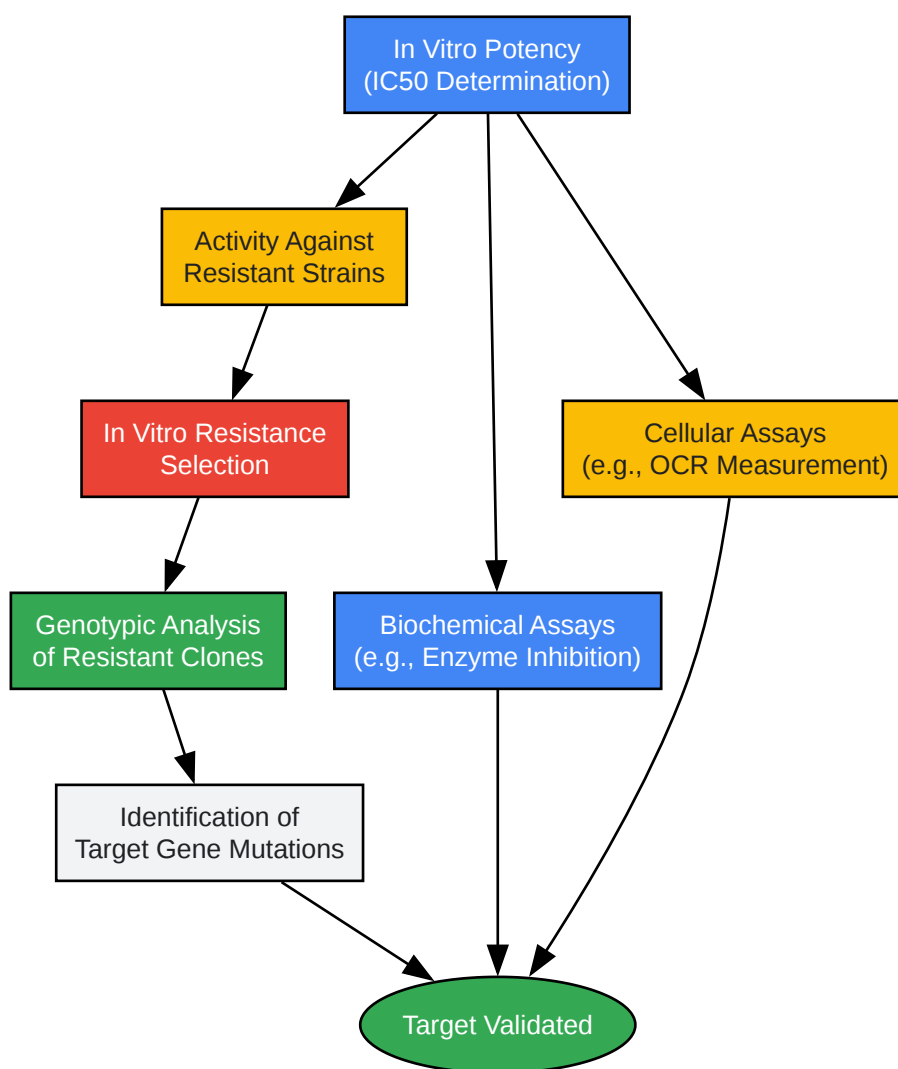 In Vitro Potency
(IC50 Determination)
Activity Against
Resistant Strains
In Vitro Resistance
Selection
Cellular Assays
(e.g., OCR Measurement)
Genotypic Analysis
of Resistant Clones
Biochemical Assays
(e.g., Enzyme Inhibition)
Identification of
Target Gene Mutations
Target Validated